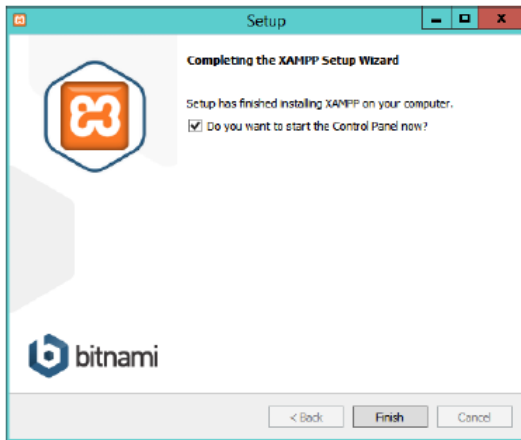 Setup
Completing the XAMPP Setup Wizard
Setup has finished installing XAMPP on your computer.
Do you want to start the Control Panel now?
bitnami
< Back
Finish
Cancel